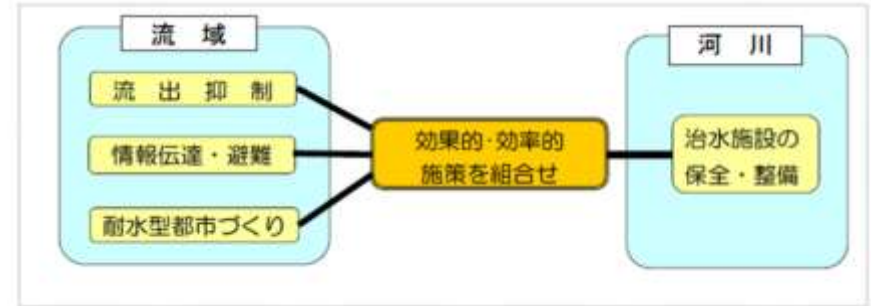 流 域
流 出 抑 制
情報伝達・避難
耐水型都市づくり
効果的・効率的
施策を組合せ
河 川
治水施設の
保全・整備